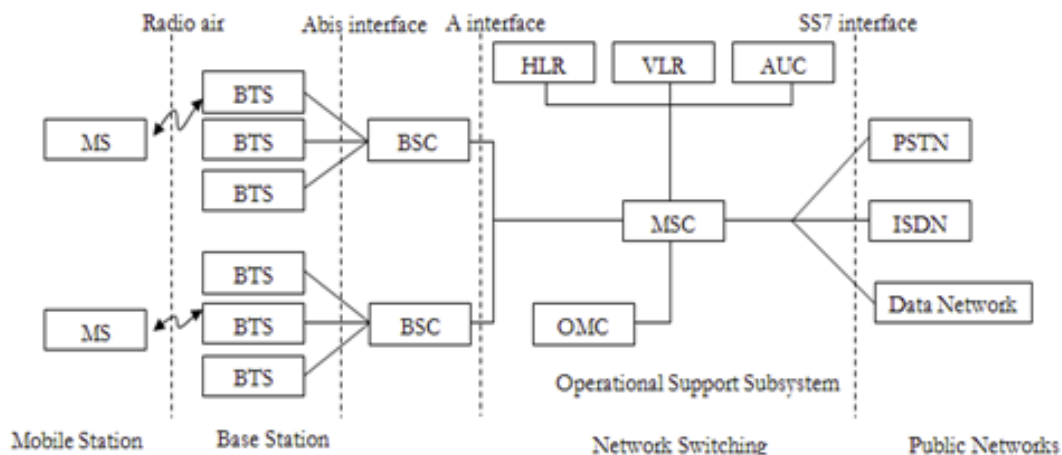 Radio air
Abis interface
A interface
SS7 interface
HLR
VLR
AUC
BTS
MS
BTS
BSC
PSTN
BTS
MSC
ISDN
BTS
Data Network
MS
BTS
BSC
OMC
BTS
Operational Support Subsystem
Mobile Station
Base Station
Network Switching
Public Networks